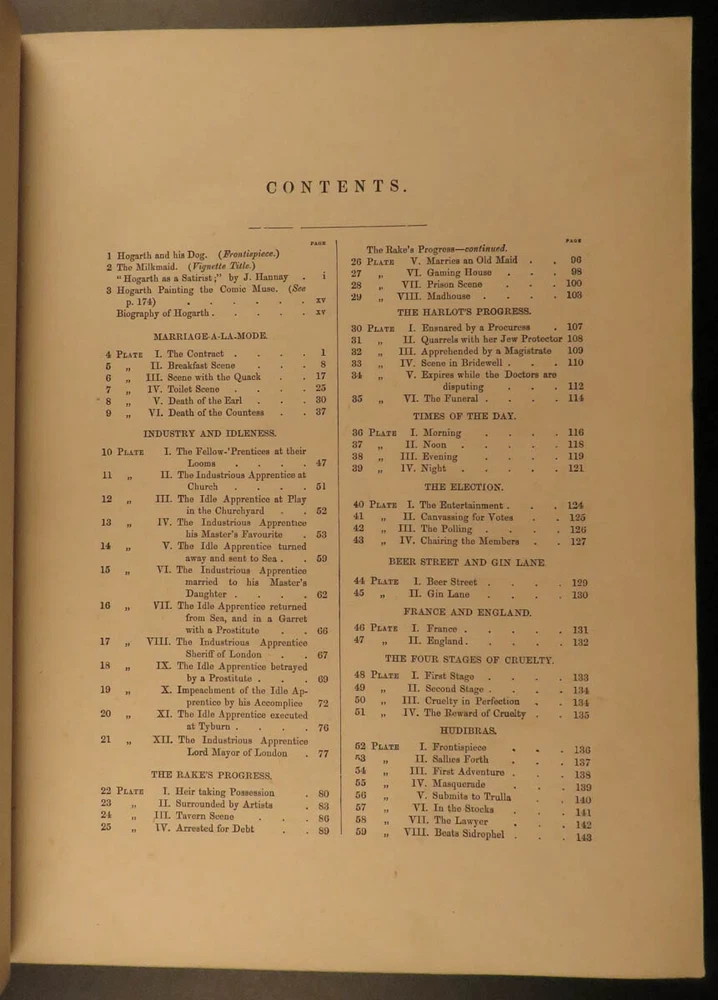 CONTENTS.
PAGE
1 Hogarth and his Dog. (Frontispiece.)
2 The Milkmaid. (Vignette Title.)
"Hogarth as a Satirist;" by J. Hannay . i
3 Hogarth Painting the Comic Muse. (See
p. 174) . . . . . . xv
Biography of Hogarth . . . . . xv
MARRIAGE-A-LA-MODE.
4 PLATE I. The Contract . . . . 1
5 „ II. Breakfast Scene . . . 8
6 „ III. Scene with the Quack . . 17
7 „ IV. Toilet Scene . . . . 25
8 „ V. Death of the Earl . . . 30
9 „ VI. Death of the Countess . . 37
INDUSTRY AND IDLENESS.
10 PLATE I. The Fellow-'Prentices at their
Looms . . . . 47
11 „ II. The Industrious Apprentice at
Church . . . . 51
12 „ III. The Idle Apprentice at Play
in the Churchyard . . 52
13 „ IV. The Industrious Apprentice
his Master's Favourite . 53
14 „ V. The Idle Apprentice turned
away and sent to Sea . . 59
15 „ VI. The Industrious Apprentice
married to his Master's
Daughter . . . . 62
16 „ VII. The Idle Apprentice returned
from Sea, and in a Garret
with a Prostitute . . 66
17 „ VIII. The Industrious Apprentice
Sheriff of London . . 67
18 „ IX. The Idle Apprentice betrayed
by a Prostitute . . . 69
19 „ X. Impeachment of the Idle Ap-
prentice by his Accomplice 72
20 „ XI. The Idle Apprentice executed
at Tyburn . . . . 76
21 „ XII. The Industrious Apprentice
Lord Mayor of London . 77
THE RAKE'S PROGRESS.
22 PLATE I. Heir taking Possession . 80
23 „ II. Surrounded by Artists . 83
24 „ III. Tavern Scene . . . 86
25 „ IV. Arrested for Debt . . 89
PAGE
The Rake's Progress—continued.
26 PLATE V. Marries an Old Maid . . 96
27 „ VI. Gaming House . . . 98
28 „ VII. Prison Scene . . . 100
29 „ VIII. Madhouse . . . . 103
THE HARLOT'S PROGRESS.
30 PLATE I. Ensnared by a Procuress . 107
31 „ II. Quarrels with her Jew Protector 108
32 „ III. Apprehended by a Magistrate 109
33 „ IV. Scene in Bridewell . . . 110
34 „ V. Expires while the Doctors are
disputing . . . 112
35 „ VI. The Funeral . . . . 114
TIMES OF THE DAY.
36 PLATE I. Morning . . . . 116
37 „ II. Noon . . . . . 118
38 „ III. Evening . . . . 119
39 „ IV. Night . . . . . 121
THE ELECTION.
40 PLATE I. The Entertainment . . . 124
41 „ II. Canvassing for Votes . . 125
42 „ III. The Polling . . . . 126
43 „ IV. Chairing the Members . . 127
BEER STREET AND GIN LANE
44 PLATE I. Beer Street . . . . 129
45 „ II. Gin Lane . . . . 130
FRANCE AND ENGLAND.
46 PLATE I. France . . . . . 131
47 „ II. England . . . . . 132
THE FOUR STAGES OF CRUELTY.
48 PLATE I. First Stage . . . . 133
49 „ II. Second Stage . . . . 134
50 „ III. Cruelty in Perfection . . 134
51 „ IV. The Reward of Cruelty . . 135
HUDIBRAS.
52 PLATE I. Frontispiece . . . 136
53 „ II. Sallies Forth . . . 137
54 „ III. First Adventure . . . 138
55 „ IV. Masquerade . . . 139
56 „ V. Submits to Trulla . . 140
57 „ VI. In the Stocks . . . 141
58 „ VII. The Lawyer . . . 142
59 „ VIII. Beats Sidrophel . . . 143